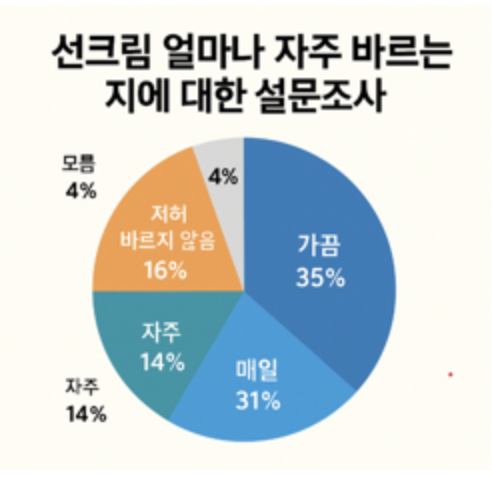 선크림 얼마나 자주 바르는
지에 대한 설문조사
모름
4%
4%
저허
바르지 않음
16%
가끔
35%
자주
14%
매일
31%
자주
14%